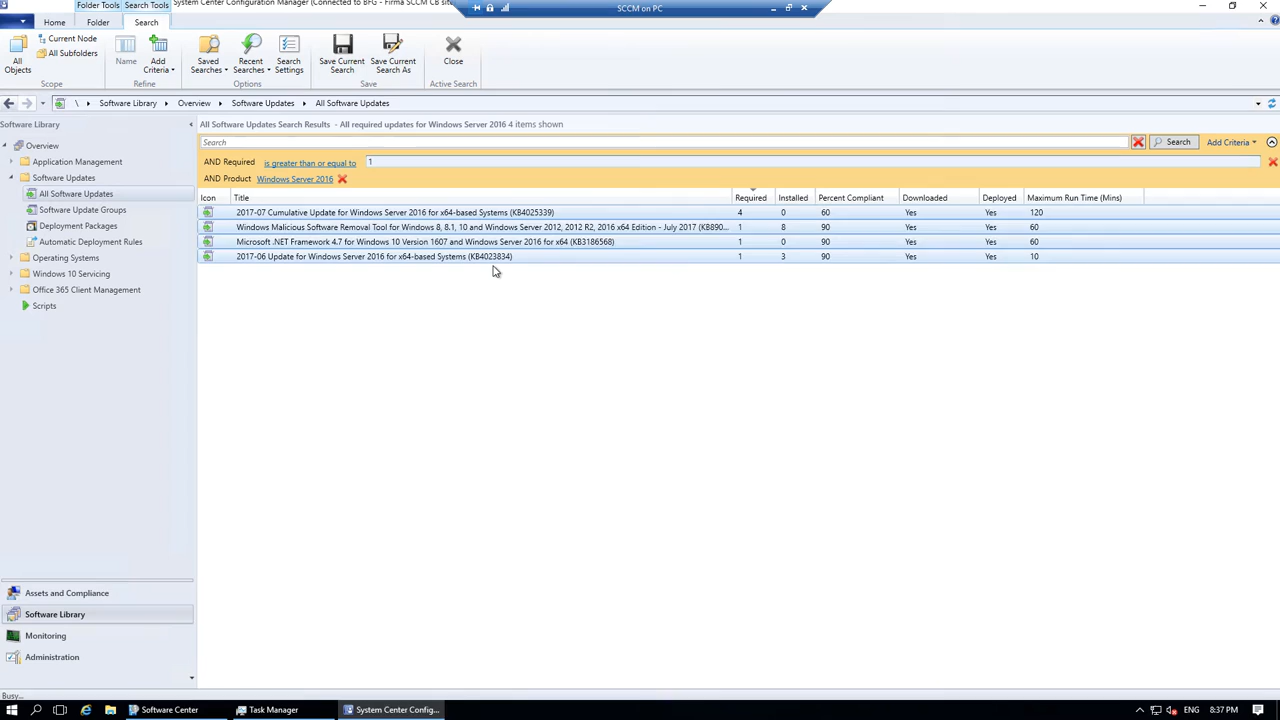 Folder Tools
Search Tools
System Center Configuration Manager (Connected to BFG - Firma SCCM CB
SCCM on PC
Home
Folder
Search
All Objects
Current Node
All Subfolders
Scope
Name
Add Criteria
Refine
Saved Searches
Recent Searches
Search Settings
Options
Save Current Search
Save Current Search As
Save
Close
Active Search
\
Software Library
Overview
Software Updates
All Software Updates
Software Library
Overview
Application Management
Software Updates
All Software Updates
Software Update Groups
Deployment Packages
Automatic Deployment Rules
Operating Systems
Windows 10 Servicing
Office 365 Client Management
Scripts
Assets and Compliance
Software Library
Monitoring
Administration
All Software Updates Search Results - All required updates for Windows Server 2016 4 items shown
Search
Search
Add Criteria
AND Required is greater than or equal to 1
AND Product Windows Server 2016
Icon Title Required Installed Percent Compliant Downloaded Deployed Maximum Run Time (Mins)
2017-07 Cumulative Update for Windows Server 2016 for x64-based Systems (KB4025339) 4 0 60 Yes Yes 120
Windows Malicious Software Removal Tool for Windows 8, 8.1, 10 and Windows Server 2012, 2012 R2, 2016 x64 Edition - July 2017 (KB890... 1 8 90 Yes Yes 60
Microsoft .NET Framework 4.7 for Windows 10 Version 1607 and Windows Server 2016 for x64 (KB3186568) 1 0 90 Yes Yes 60
2017-06 Update for Windows Server 2016 for x64-based Systems (KB4023834) 1 3 90 Yes Yes 10
Busy...
Software Center
Task Manager
System Center Config...
ENG
8:37 PM